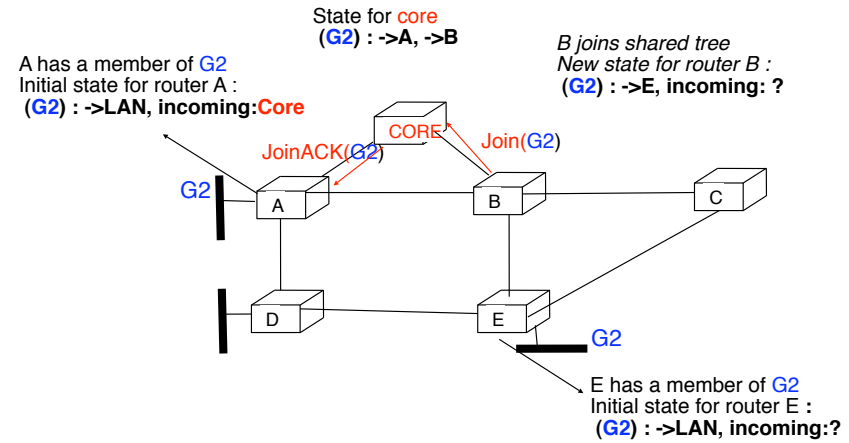 State for core
(G2) : ->A, ->B
B joins shared tree
New state for router B :
(G2) : ->E, incoming: ?
A has a member of G2
Initial state for router A :
(G2) : ->LAN, incoming:Core
CORE
JoinACK(G2)
Join(G2)
G2
A
B
C
D
E
G2
E has a member of G2
Initial state for router E :
(G2) : ->LAN, incoming:?